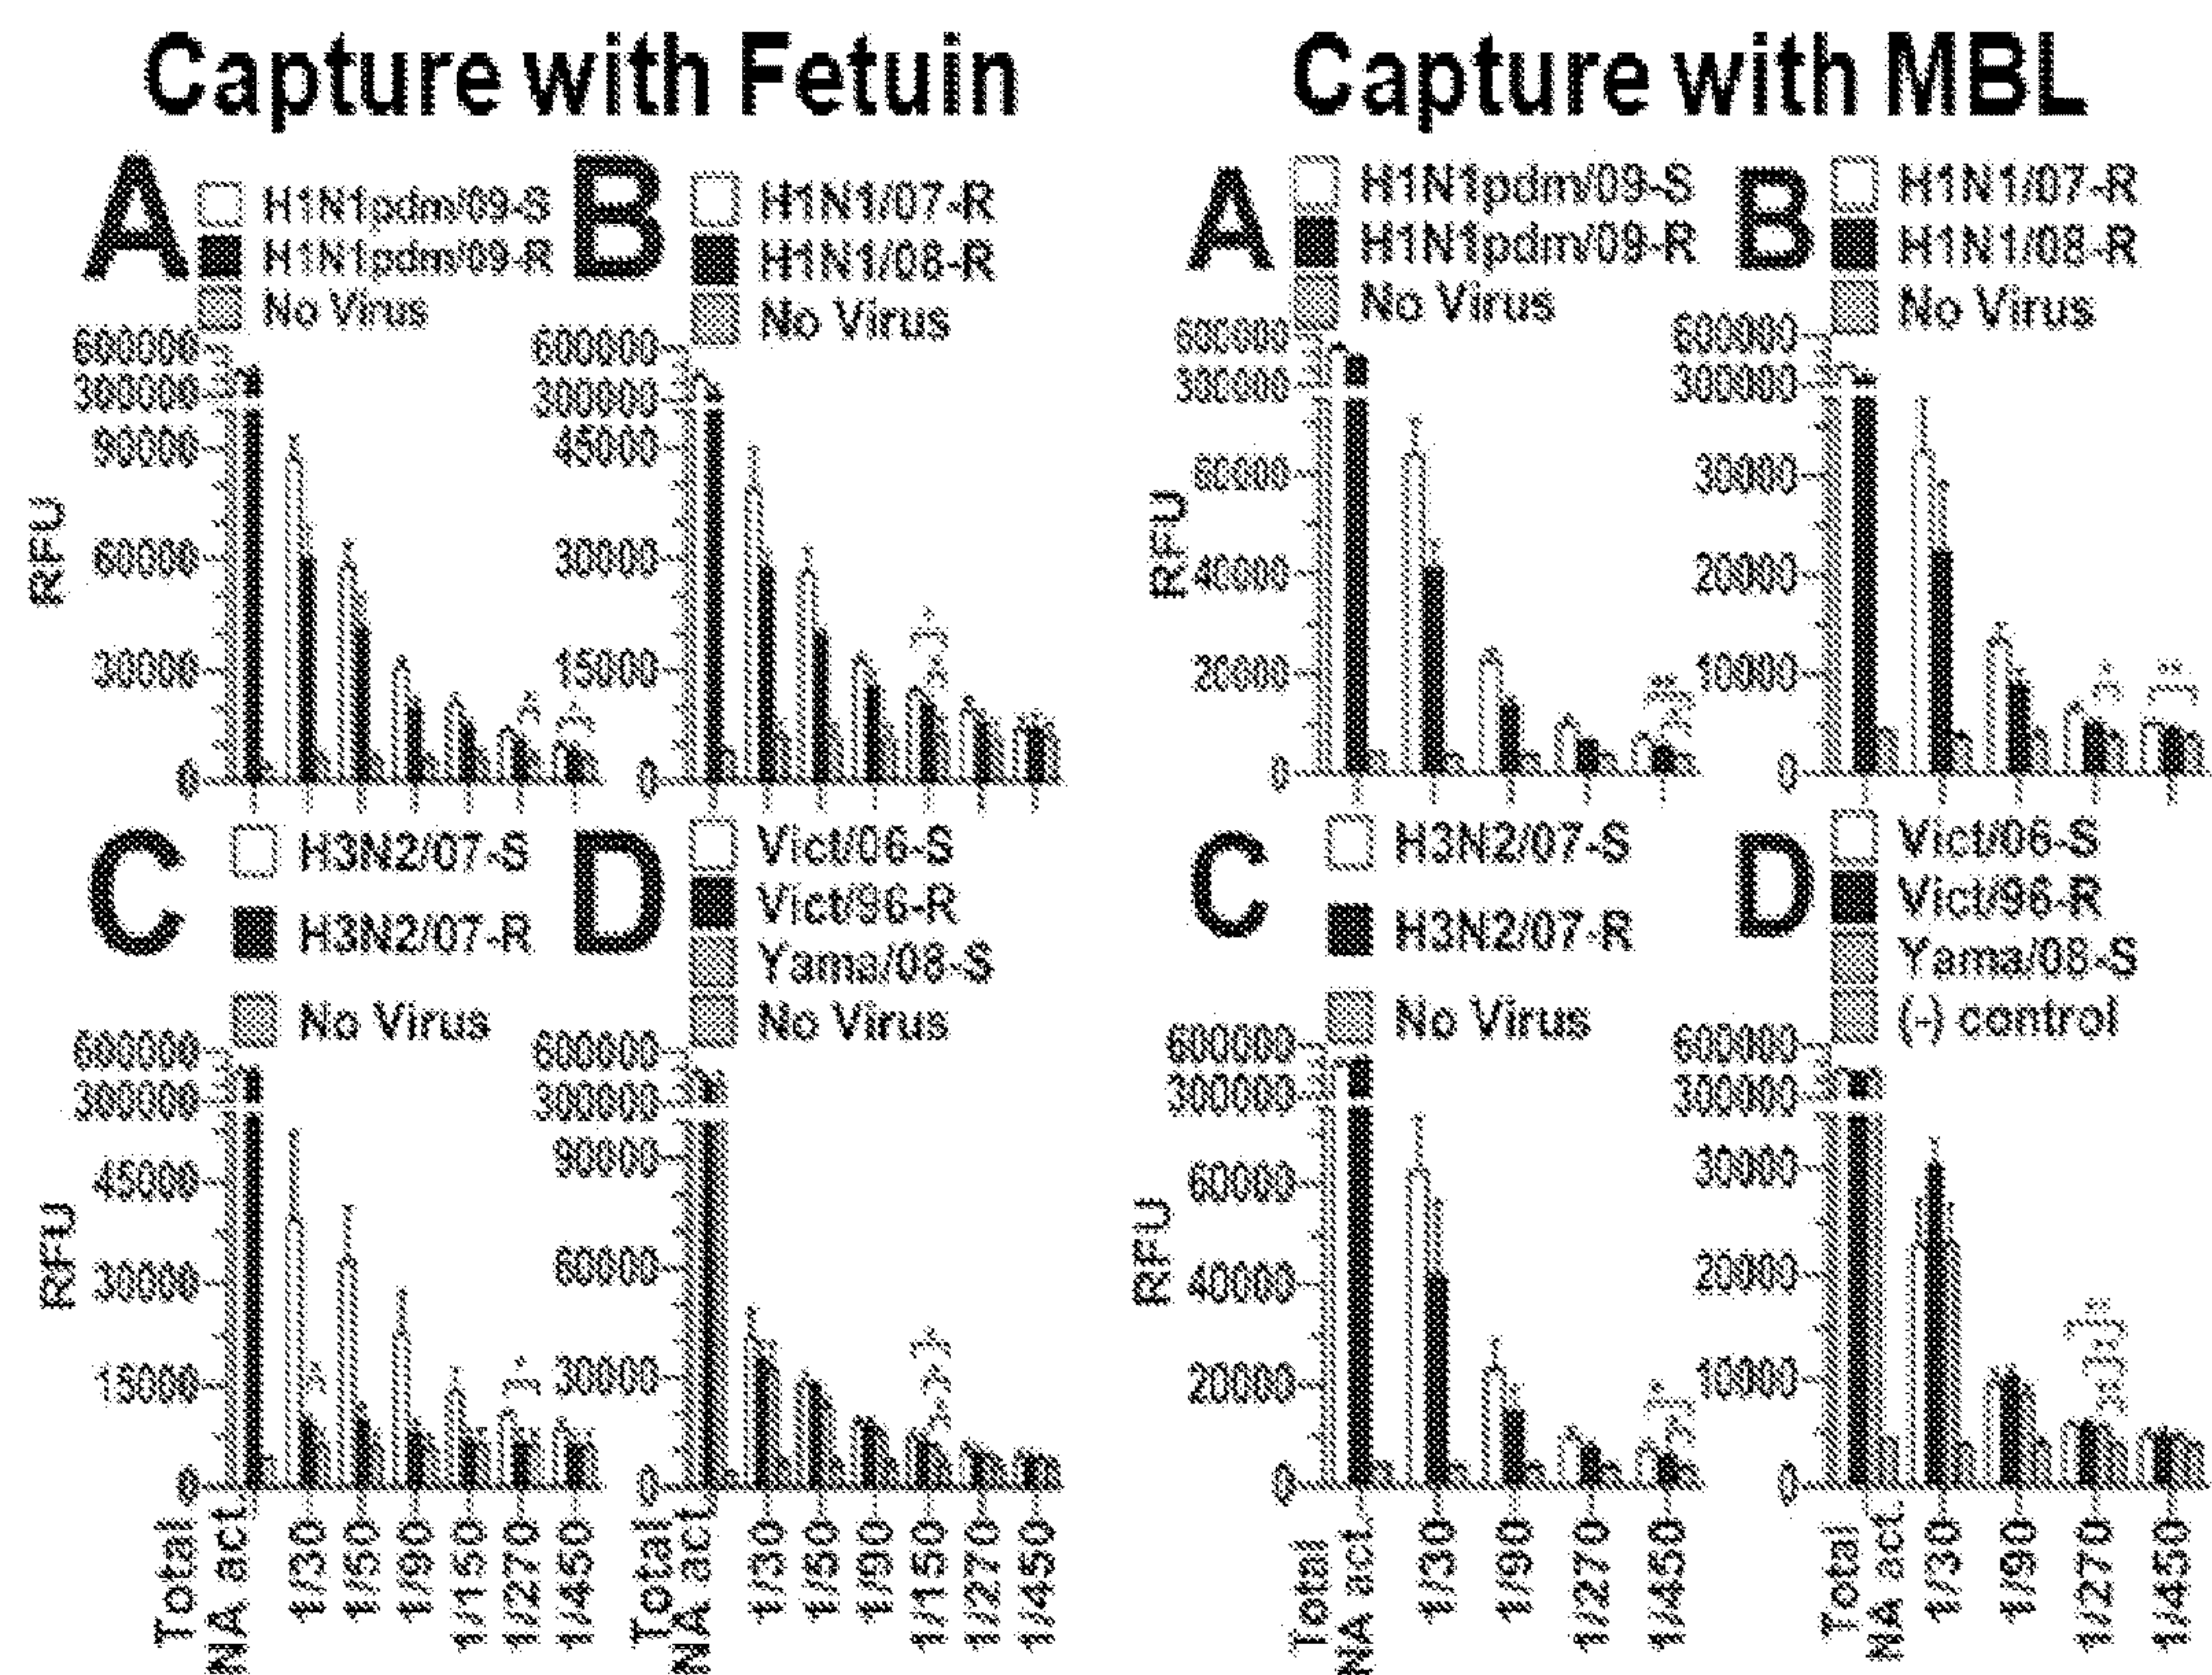 Capture with Fetuin
A
H1N1pdm/09-S
H1N1pdm/09-R
No Virus
600000
300000
90000
60000
30000
0
RFU
B
H1N1/07-R
H1N1/08-R
No Virus
600000
300000
45000
30000
15000
0
C
H3N2/07-S
H3N2/07-R
No Virus
600000
300000
45000
30000
15000
0
RFU
Total
NA act.
1/30
1/50
1/90
1/150
1/270
1/450
D
Vict/06-S
Vict/96-R
Yama/08-S
No Virus
600000
300000
90000
60000
30000
0
Total
NA act.
1/30
1/50
1/90
1/150
1/270
1/450
Capture with MBL
A
H1N1pdm/09-S
H1N1pdm/09-R
No Virus
600000
300000
60000
40000
20000
0
RFU
B
H1N1/07-R
H1N1/08-R
No Virus
600000
300000
30000
20000
10000
0
C
H3N2/07-S
H3N2/07-R
No Virus
600000
300000
60000
40000
20000
0
RFU
Total
NA act.
1/30
1/90
1/270
1/450
D
Vict/06-S
Vict/96-R
Yama/08-S
(-) control
600000
300000
30000
20000
10000
0
Total
NA act.
1/30
1/90
1/270
1/450